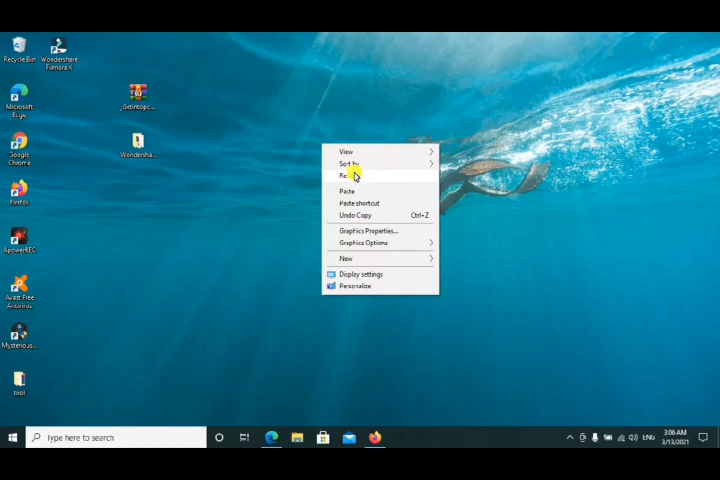 Recycle Bin
Wondershare
Filmora X
Microsoft
Edge
_Getintopc....
Google
Chrome
Wondersha...
Firefox
ApowerREC
Avast Free
Antivirus
Mysterious...
tool
View
Sort by
Paste
Paste shortcut
Undo Copy Ctrl+Z
Graphics Properties...
Graphics Options
New
Display settings
Personalize
Type here to search
ENG
3:06 AM
3/13/2021